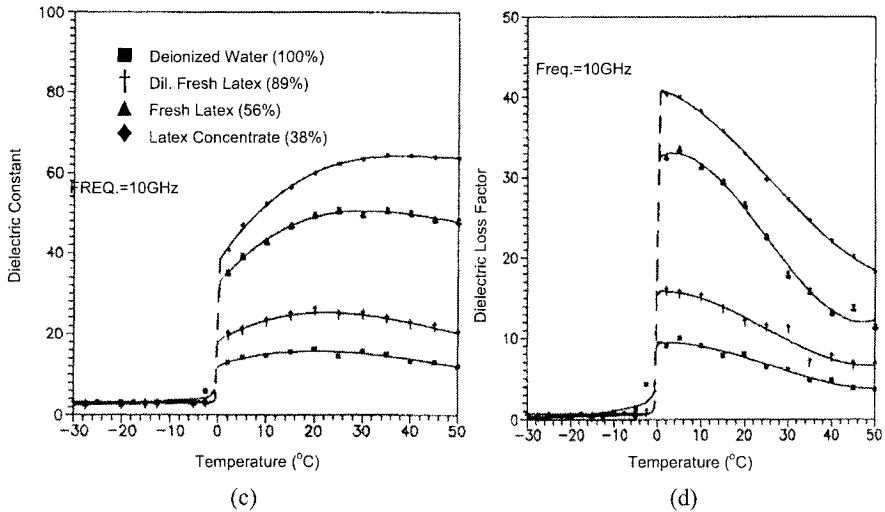 100
80
60
40
20
0
Dielectric Constant
Deionized Water (100%)
Dil. Fresh Latex (89%)
Fresh Latex (56%)
Latex Concentrate (38%)
FREQ.=10GHz
−30 −20 −10 0 10 20 30 40 50
Temperature (°C)
(c)
50
40
30
20
10
0
Dielectric Loss Factor
Freq.=10GHz
−30 −20 −10 0 10 20 30 40 50
Temperature (°C)
(d)